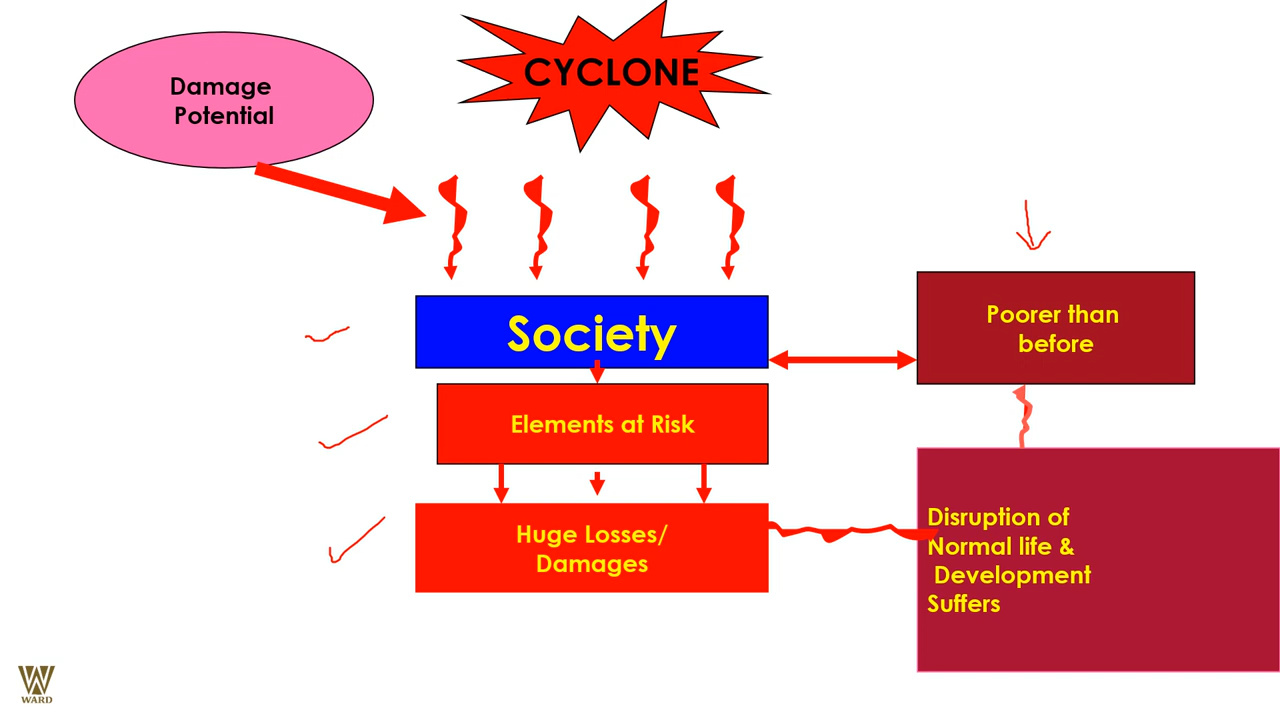 Damage
Potential
CYCLONE
Society
Poorer than
before
Elements at Risk
Huge Losses/
Damages
Disruption of
Normal life &
Development
Suffers
WARD